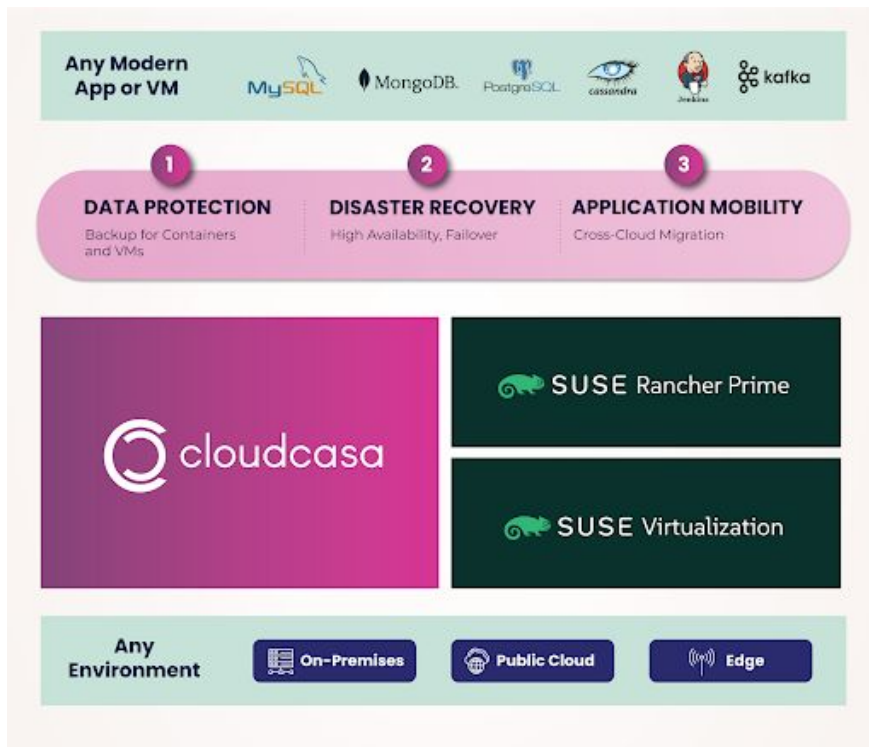 Any Modern
App or VM
MySQL
MongoDB.
PostgreSQL
cassandra
Jenkins
kafka
1
2
3
DATA PROTECTION
Backup for Containers
and VMs
DISASTER RECOVERY
High Availability, Failover
APPLICATION MOBILITY
Cross-Cloud Migration
cloudcasa
SUSE Rancher Prime
SUSE Virtualization
Any
Environment
On-Premises
Public Cloud
Edge